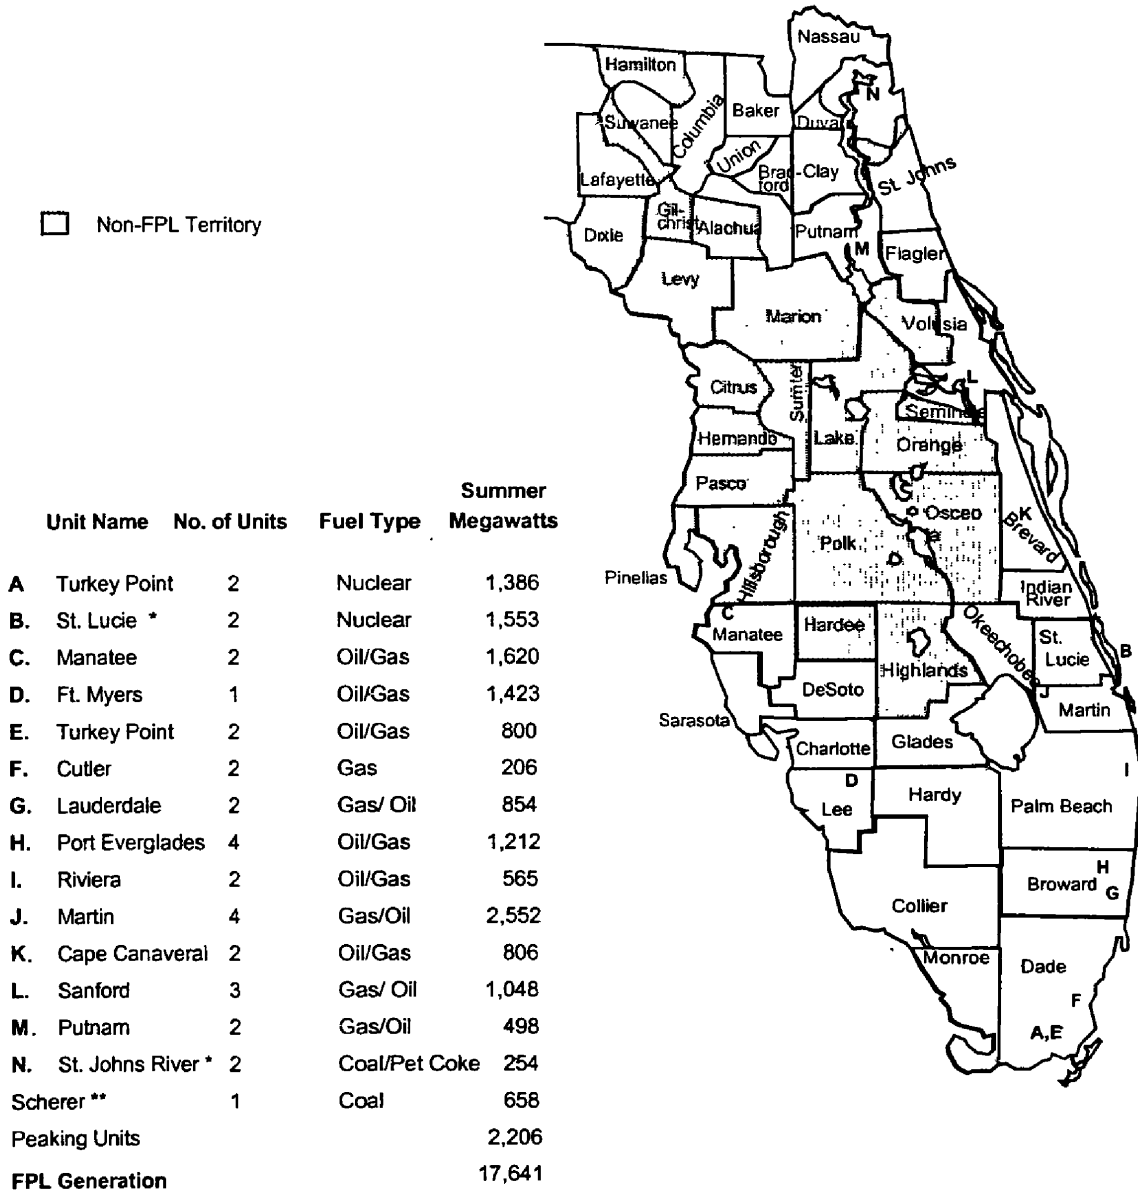 Non-FPL Territory
Summer
Unit Name No. of Units Fuel Type Megawatts
A Turkey Point 2 Nuclear 1,386
B. St. Lucie * 2 Nuclear 1,553
C. Manatee 2 Oil/Gas 1,620
D. Ft. Myers 1 Oil/Gas 1,423
E. Turkey Point 2 Oil/Gas 800
F. Cutler 2 Gas 206
G. Lauderdale 2 Gas/ Oil 854
H. Port Everglades 4 Oil/Gas 1,212
I. Riviera 2 Oil/Gas 565
J. Martin 4 Gas/Oil 2,552
K. Cape Canaveral 2 Oil/Gas 806
L. Sanford 3 Gas/ Oil 1,048
M. Putnam 2 Gas/Oil 498
N. St. Johns River * 2 Coal/Pet Coke 254
Scherer ** 1 Coal 658
Peaking Units 2,206
FPL Generation 17,641
Nassau
Hamilton
N
Columbia
Baker
Suwanee
Duval
Union
Lafayette
Brad-
ford
Clay
St. Johns
Gil-
christ
Alachua
Putnam
Dixie
M
Flagler
Levy
Marion
Volusia
Citrus
Sumter
L
Seminole
Hernando
Lake
Orange
Pasco
Osceo
K
Brevard
Polk
Hillsborough
Pinellas
Indian
River
C
Manatee
Hardee
Okeechobee
St.
Lucie
B
Highlands
DeSoto
J
Martin
Sarasota
Charlotte
Glades
I
D
Lee
Hardy
Palm Beach
H
Broward
G
Collier
Monroe
Dade
F
A,E